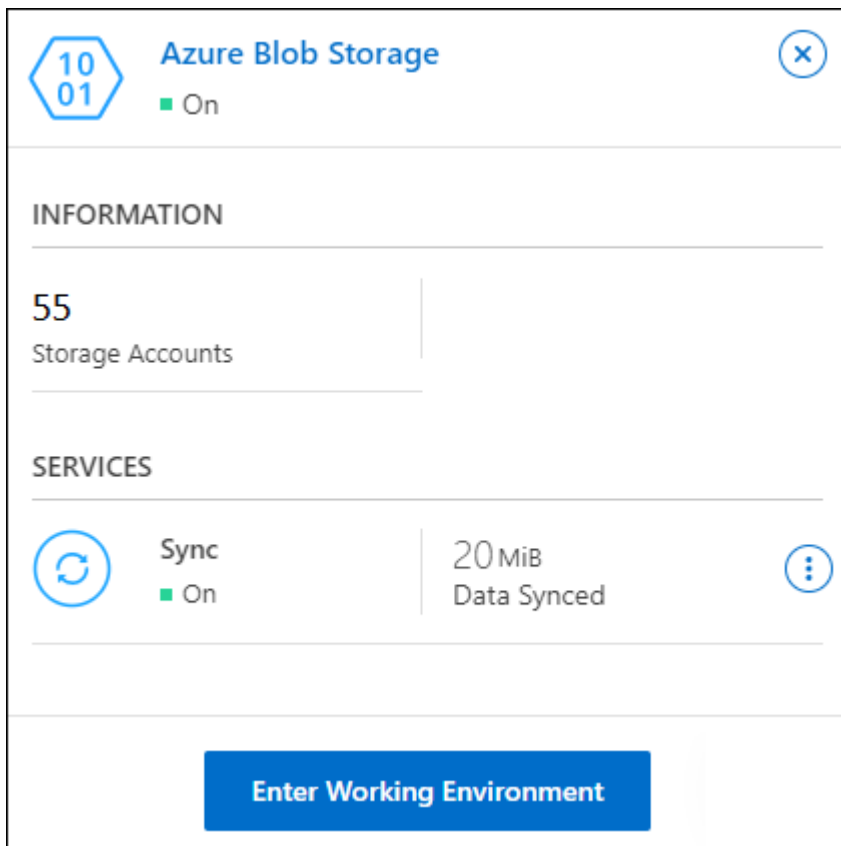 10
01
Azure Blob Storage
On
INFORMATION
55
Storage Accounts
SERVICES
Sync
On
20 MiB
Data Synced
Enter Working Environment